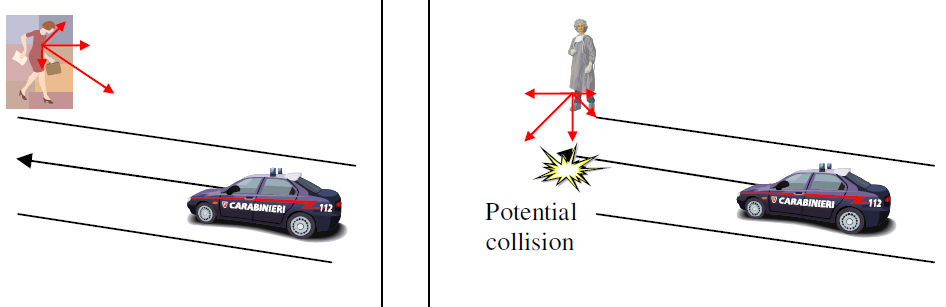 CARABINIERI 112
CARABINIERI 112
Potential
collision